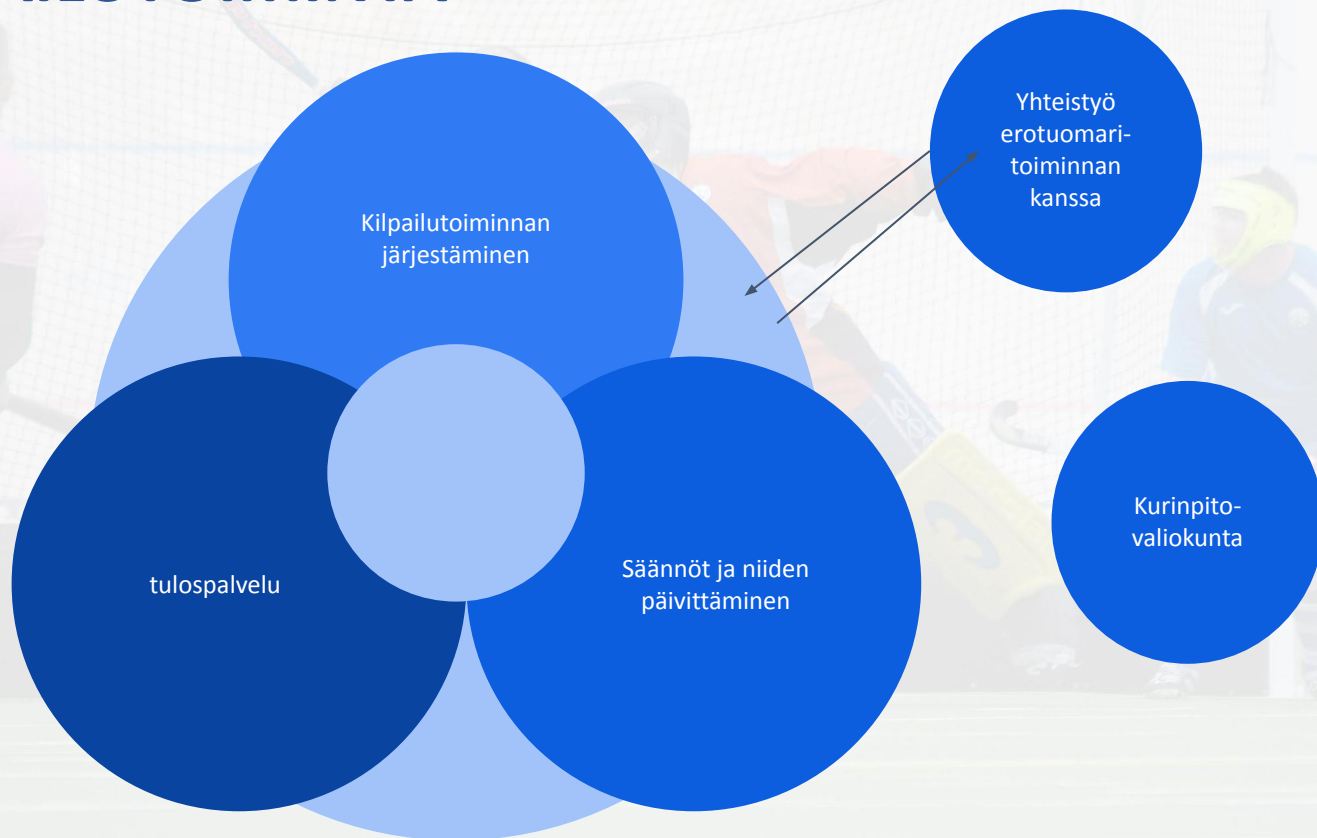 Yhteistyö
erotuomari-
toiminnan
kanssa
Kilpailutoiminnan
järjestäminen
Kurinpito-
valiokunta
tulospalvelu
Säännöt ja niiden
päivittäminen